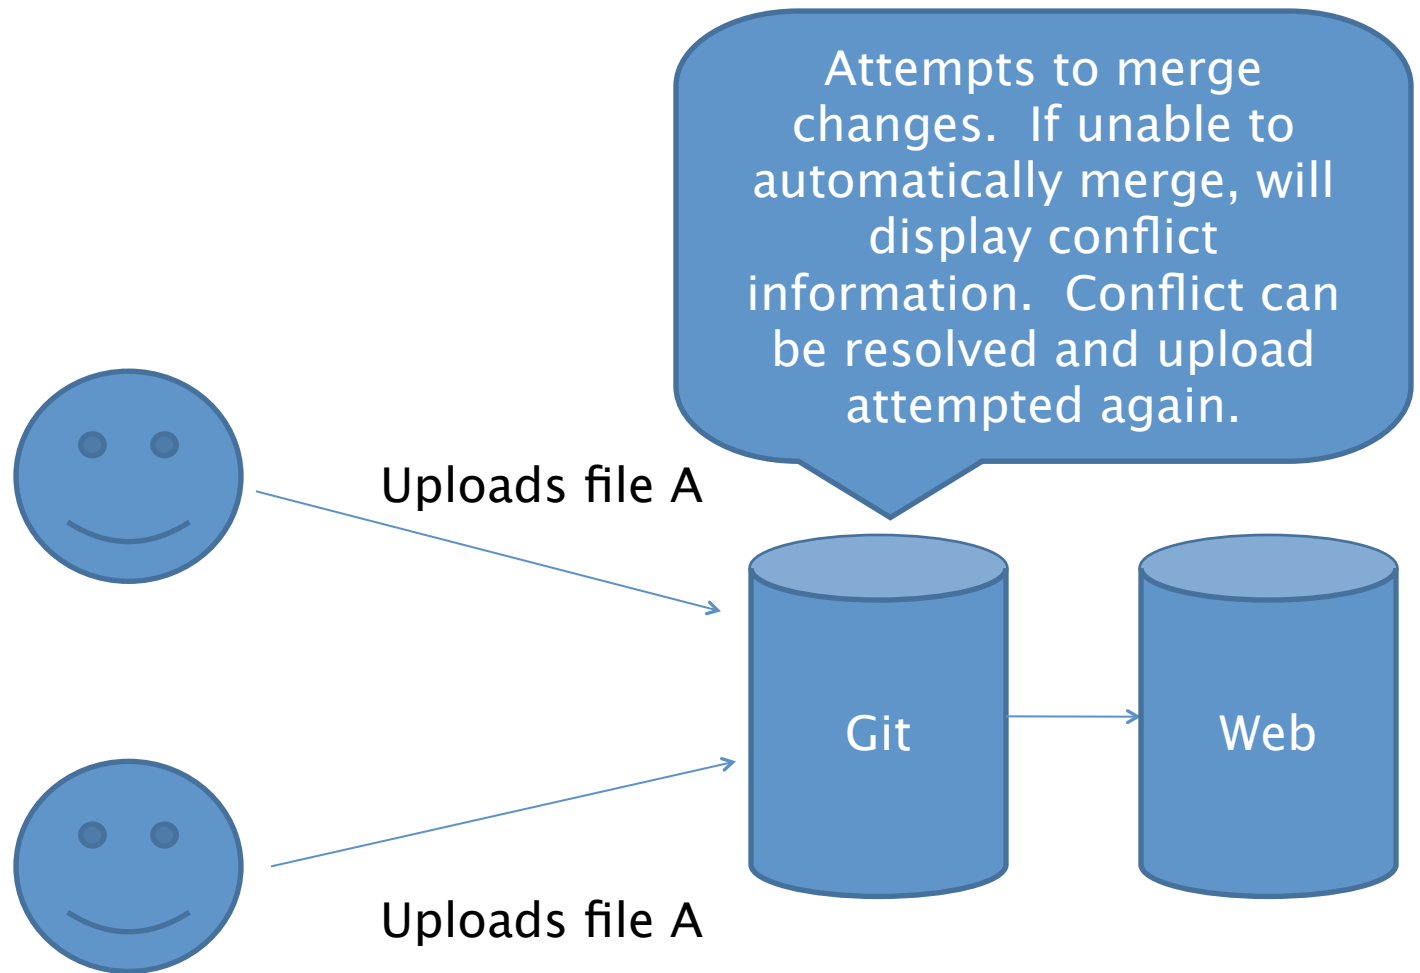 Attempts to merge
changes.  If unable to
automatically merge, will
display conflict
information.  Conflict can
be resolved and upload
attempted again.
Uploads file A
Git
Web
Uploads file A